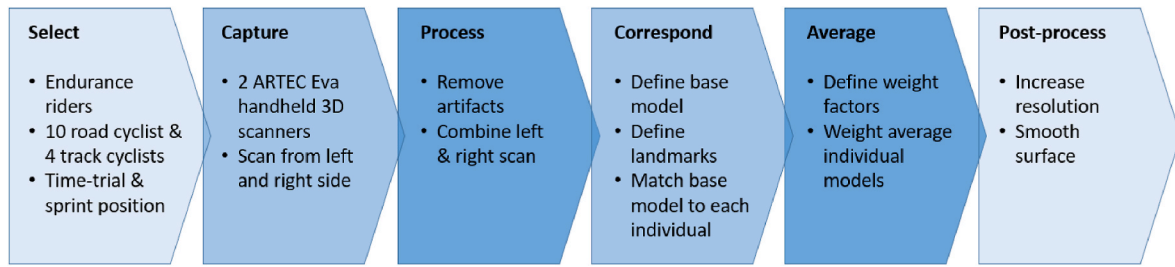 Select
• Endurance
riders
• 10 road cyclist &
4 track cyclists
• Time-trial &
sprint position
Capture
• 2 ARTEC Eva
handheld 3D
scanners
• Scan from left
and right side
Process
• Remove
artifacts
• Combine left
& right scan
Correspond
• Define base
model
• Define
landmarks
• Match base
model to each
individual
Average
• Define weight
factors
• Weight average
individual
models
Post-process
• Increase
resolution
• Smooth
surface